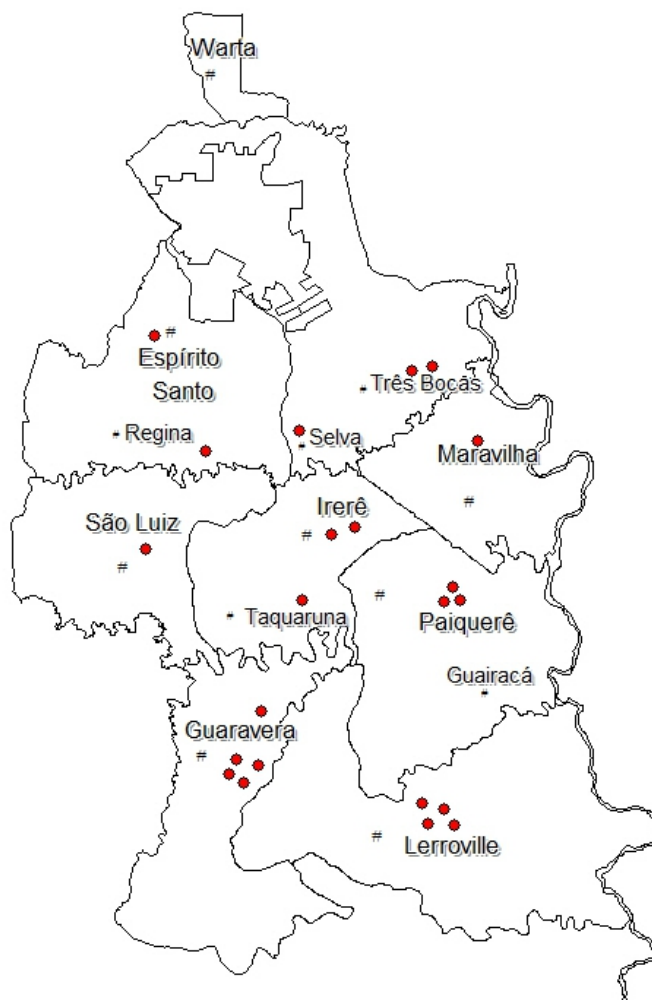 Warta
#
#
Espírito
Santo
Três Bocas
Regina
Selva
Maravilha
#
Irerê
São Luiz
#
#
#
Taquaruna
Paiquerê
Guairacá
Guaravera
#
#
Lerroville